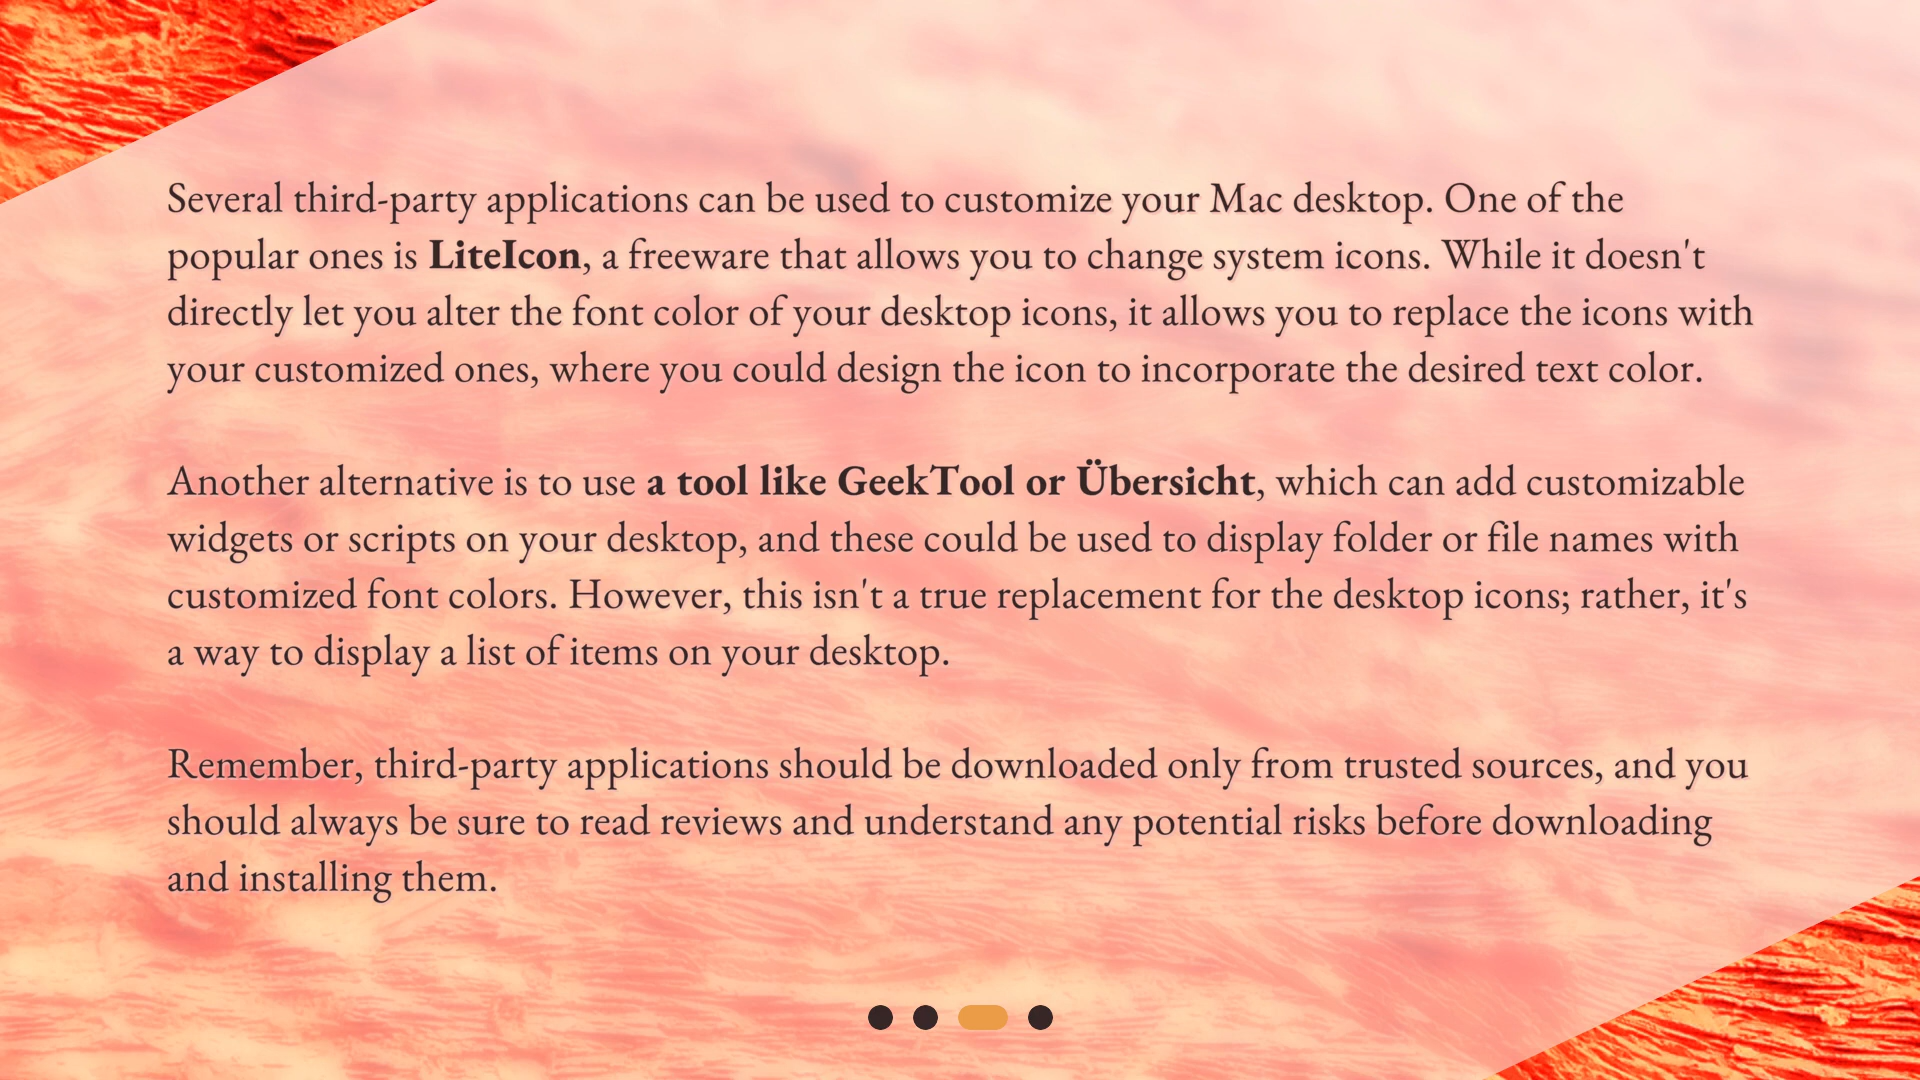 Several third-party applications can be used to customize your Mac desktop. One of the
popular ones is LiteIcon, a freeware that allows you to change system icons. While it doesn't
directly let you alter the font color of your desktop icons, it allows you to replace the icons with
your customized ones, where you could design the icon to incorporate the desired text color.
Another alternative is to use a tool like GeekTool or Übersicht, which can add customizable
widgets or scripts on your desktop, and these could be used to display folder or file names with
customized font colors. However, this isn't a true replacement for the desktop icons; rather, it's
a way to display a list of items on your desktop.
Remember, third-party applications should be downloaded only from trusted sources, and you
should always be sure to read reviews and understand any potential risks before downloading
and installing them.